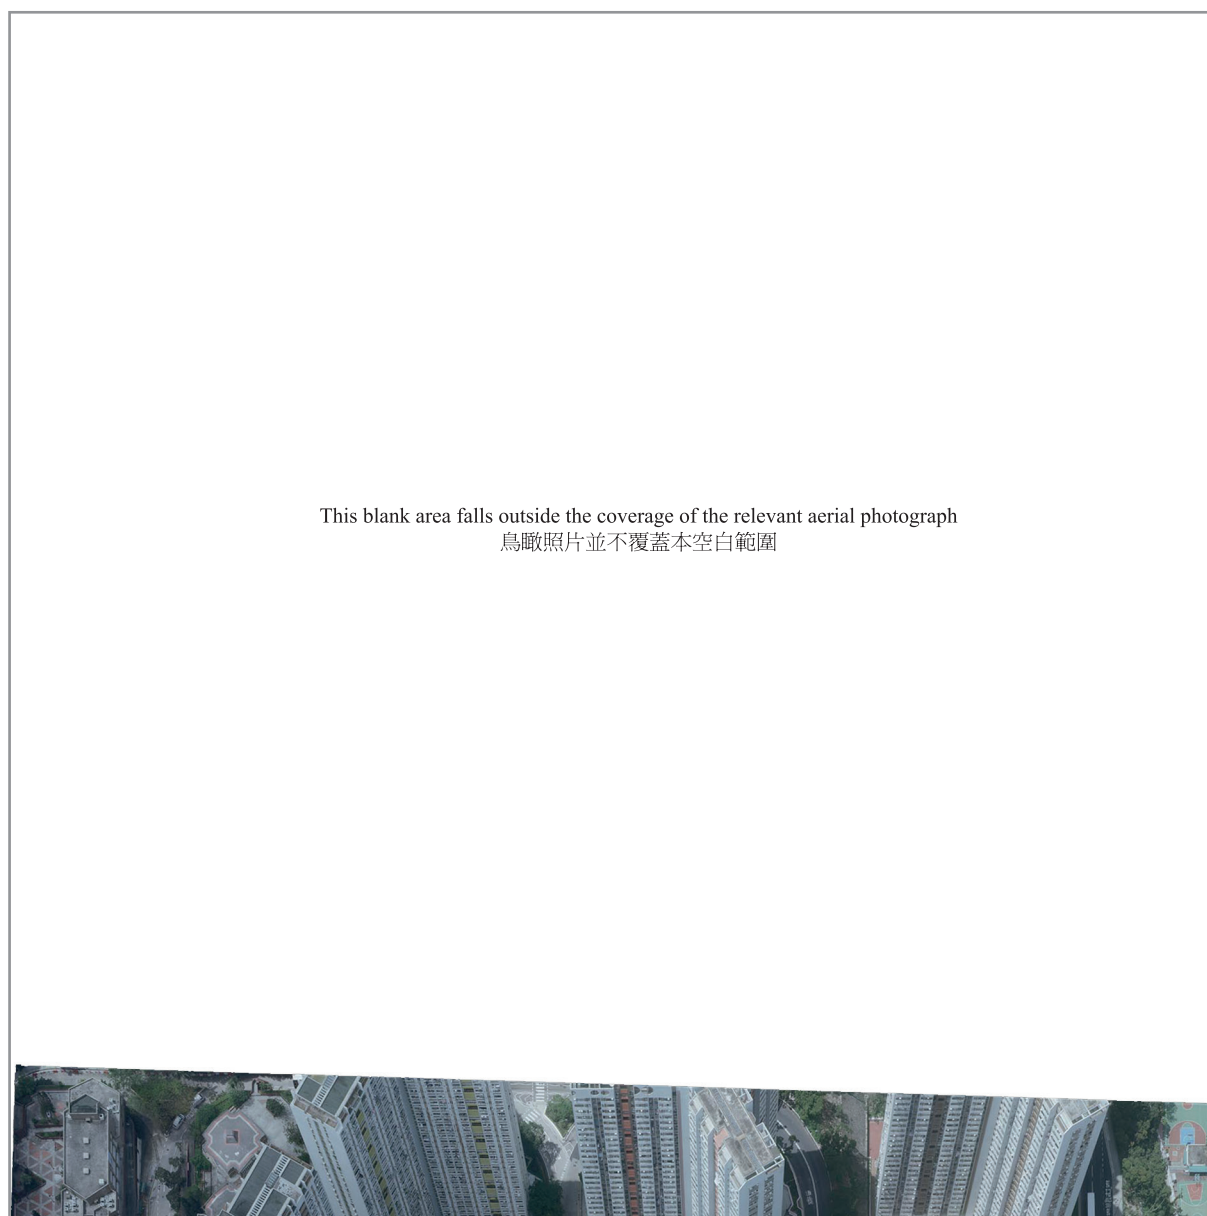 This blank area falls outside the coverage of the relevant aerial photograph
鳥瞰照片並不覆蓋本空白範圍